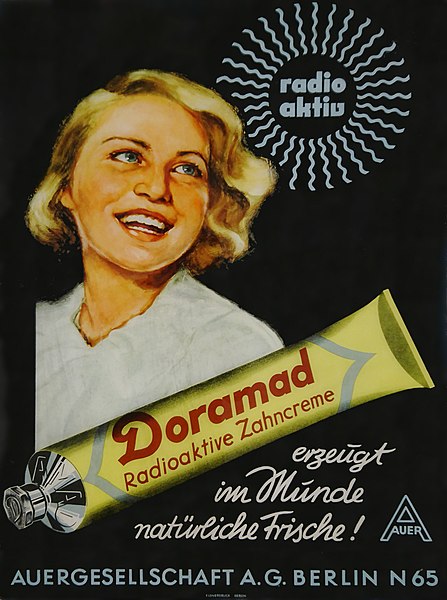 radio
aktiv
Doramad
Radioaktive Zahncreme
erzeugt
im Munde
natürliche Frische!
AUER
AUERGESELLSCHAFT A.G. BERLIN N 65